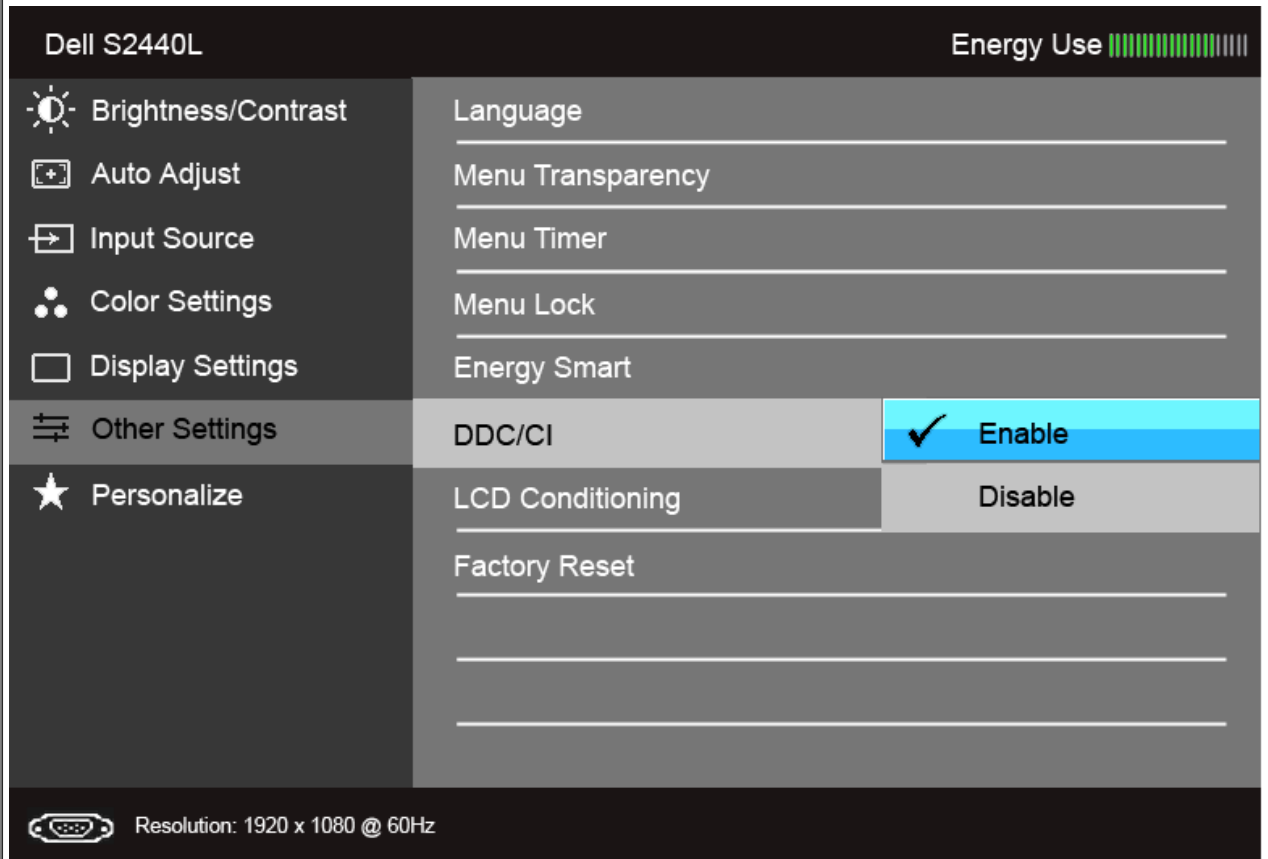 Dell S2440L
Energy Use
Brightness/Contrast
Auto Adjust
Input Source
Color Settings
Display Settings
Other Settings
Personalize
Language
Menu Transparency
Menu Timer
Menu Lock
Energy Smart
DDC/CI
Enable
Disable
LCD Conditioning
Factory Reset
Resolution: 1920 x 1080 @ 60Hz